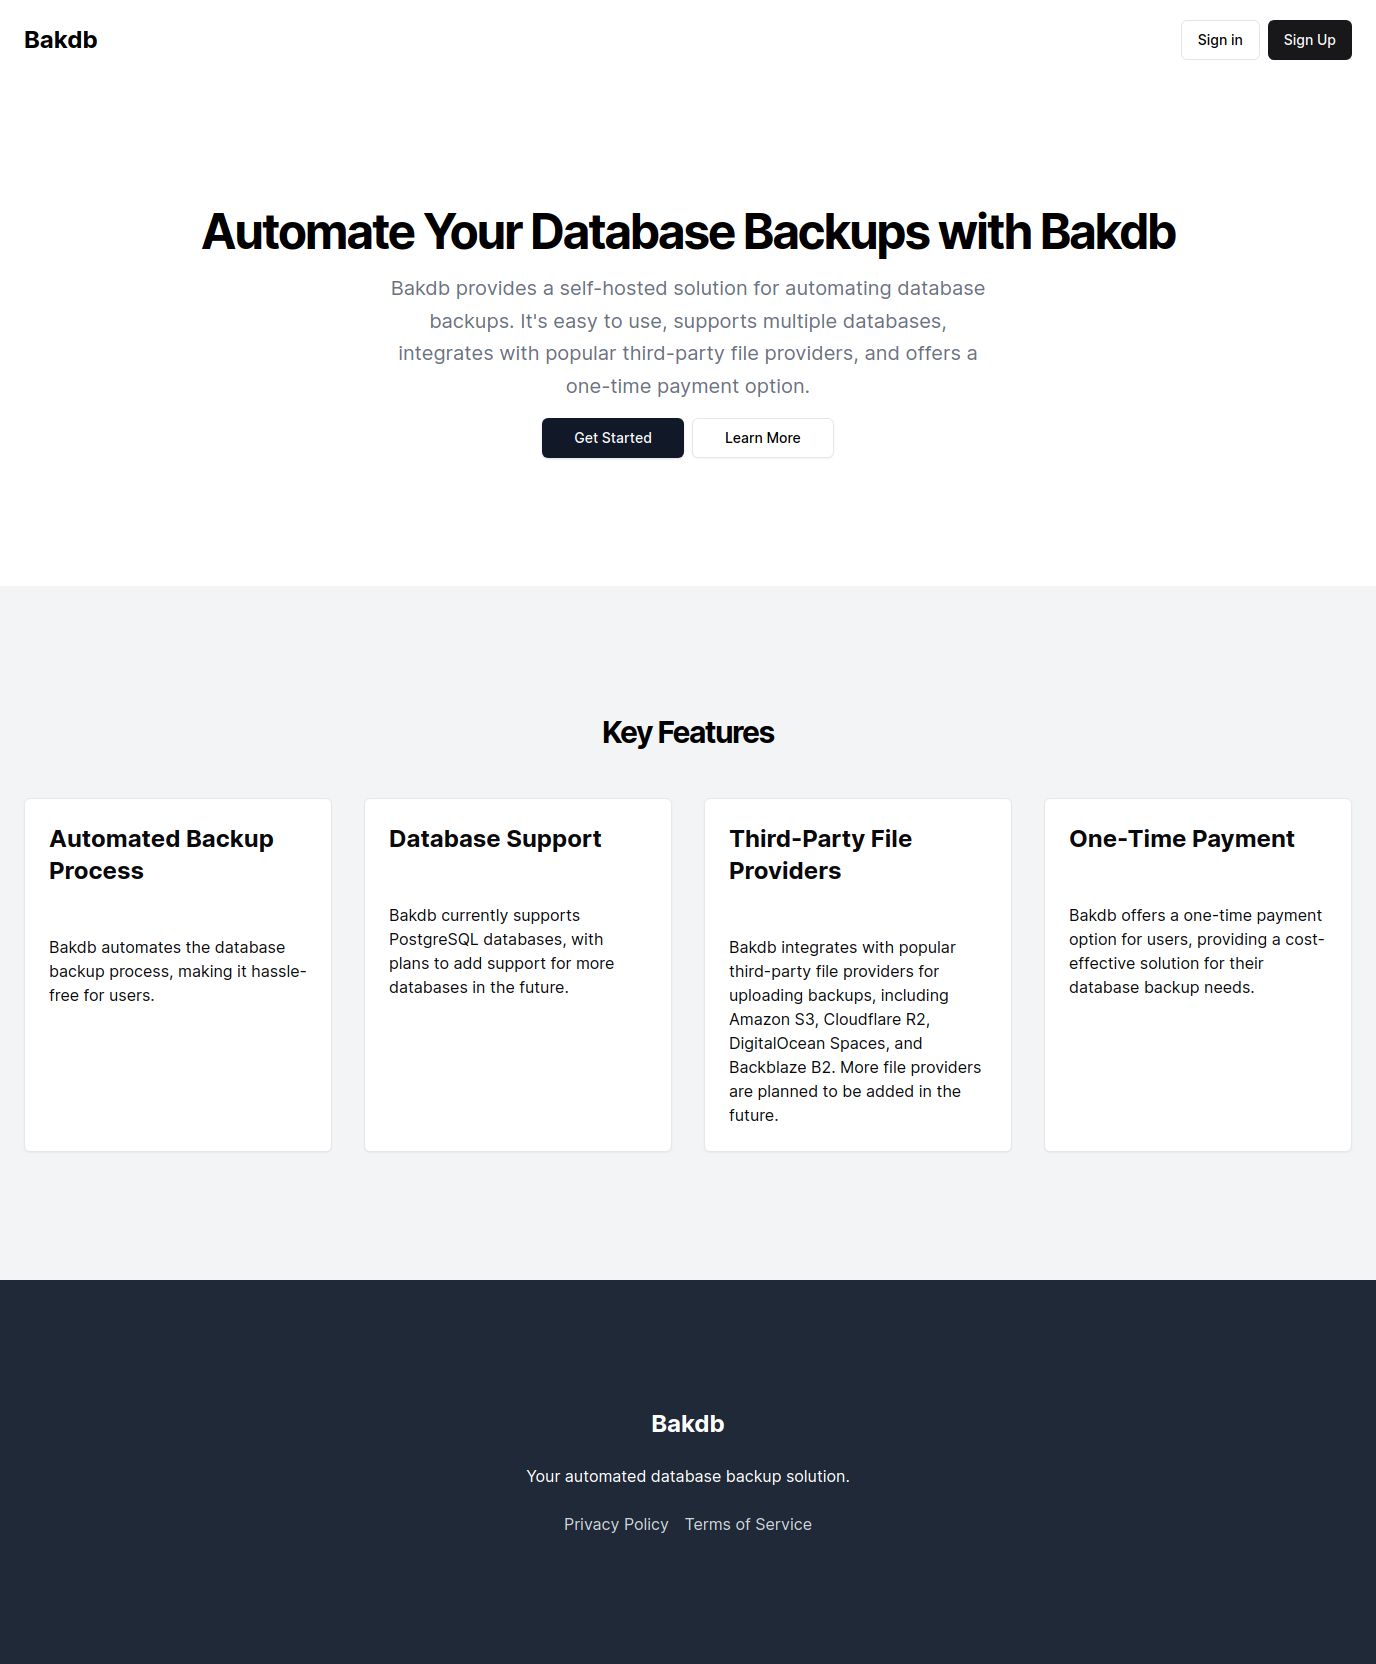 Bakdb
Sign in
Sign Up
Automate Your Database Backups with Bakdb
Bakdb provides a self-hosted solution for automating database
backups. It's easy to use, supports multiple databases,
integrates with popular third-party file providers, and offers a
one-time payment option.
Get Started
Learn More
Key Features
Automated Backup
Process
Bakdb automates the database
backup process, making it hassle-
free for users.
Database Support
Bakdb currently supports
PostgreSQL databases, with
plans to add support for more
databases in the future.
Third-Party File
Providers
Bakdb integrates with popular
third-party file providers for
uploading backups, including
Amazon S3, Cloudflare R2,
DigitalOcean Spaces, and
Backblaze B2. More file providers
are planned to be added in the
future.
One-Time Payment
Bakdb offers a one-time payment
option for users, providing a cost-
effective solution for their
database backup needs.
Bakdb
Your automated database backup solution.
Privacy Policy
Terms of Service